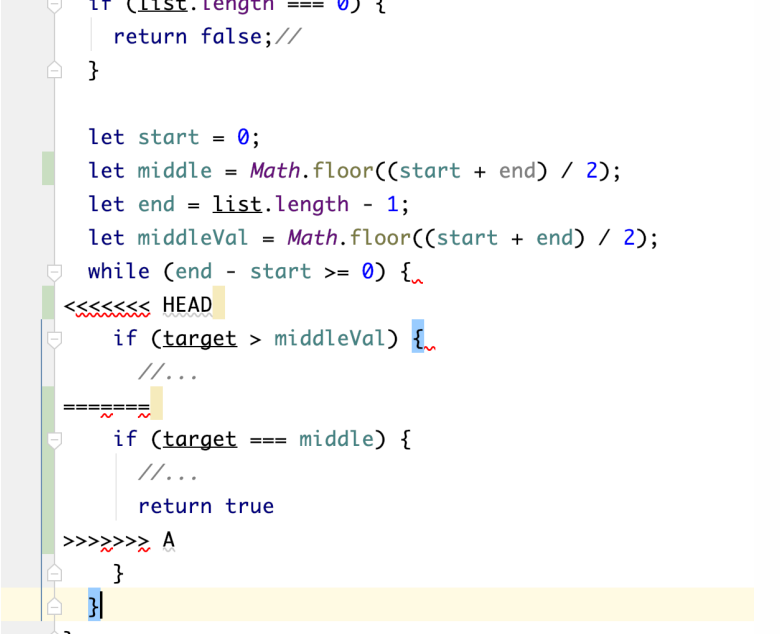 if (list.length === 0) {
return false;//
}
let start = 0;
let middle = Math.floor((start + end) / 2);
let end = list.length - 1;
let middleVal = Math.floor((start + end) / 2);
while (end - start >= 0) {
<<<<<<< HEAD
if (target > middleVal) {
//...
=======
if (target === middle) {
//...
return true
>>>>>>> A
}
}
}